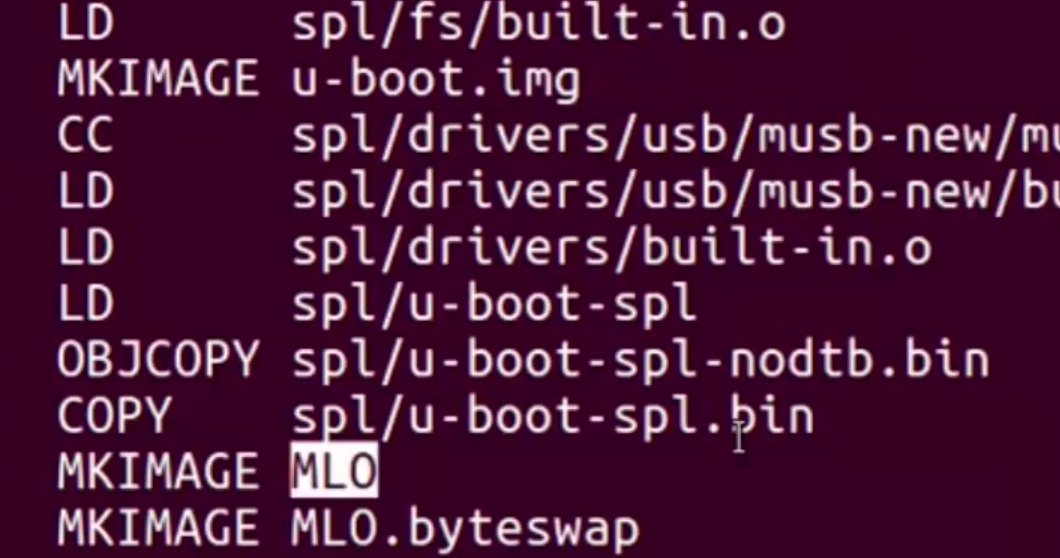 LD spl/fs/built-in.o
MKIMAGE u-boot.img
CC spl/drivers/usb/musb-new/mu
LD spl/drivers/usb/musb-new/bu
LD spl/drivers/built-in.o
LD spl/u-boot-spl
OBJCOPY spl/u-boot-spl-nodtb.bin
COPY spl/u-boot-spl.bin
MKIMAGE MLO
MKIMAGE MLO.byteswap